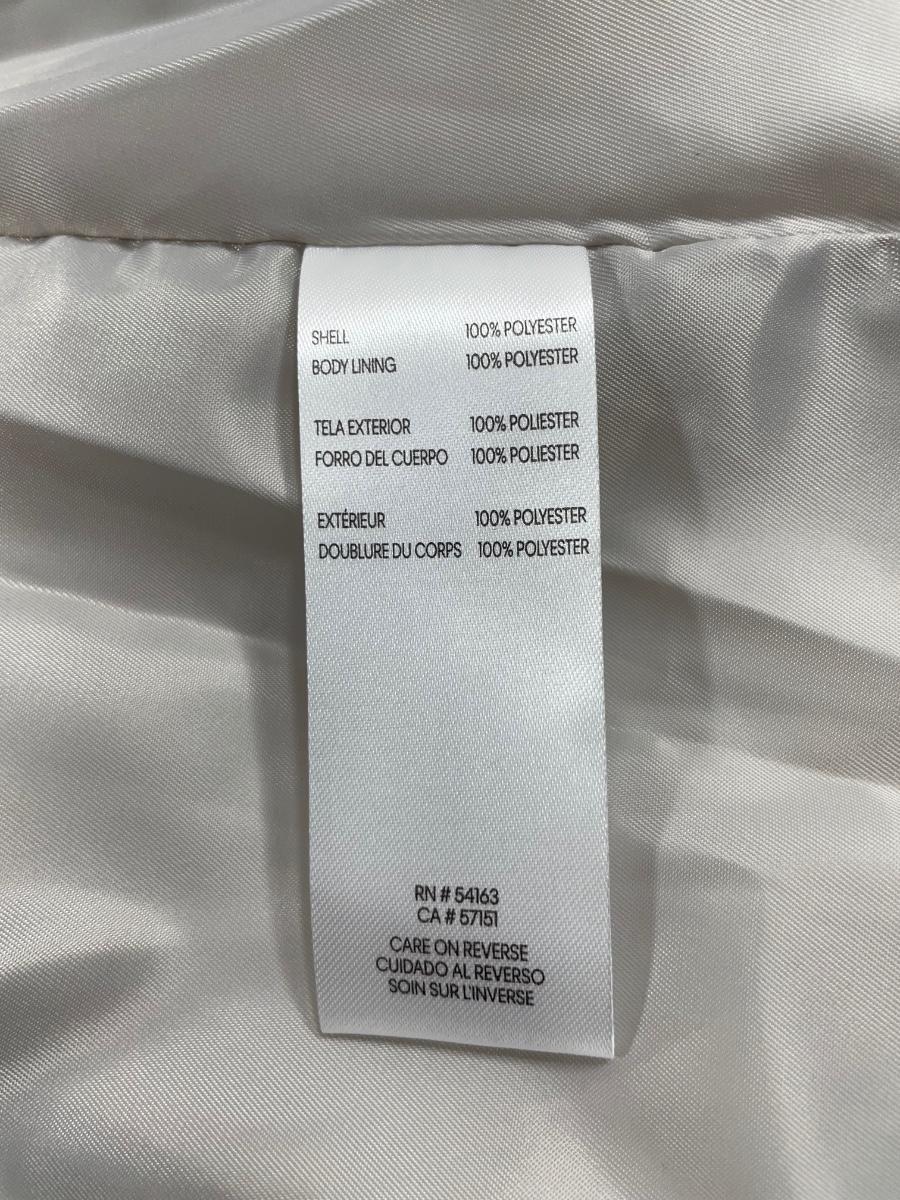 SHELL 100% POLYESTER
BODY LINING 100% POLYESTER
TELA EXTERIOR 100% POLIESTER
FORRO DEL CUERPO 100% POLIESTER
EXTÉRIEUR 100% POLYESTER
DOUBLURE DU CORPS 100% POLYESTER
RN # 54163
CA # 57151
CARE ON REVERSE
CUIDADO AL REVERSO
SOIN SUR L'INVERSE